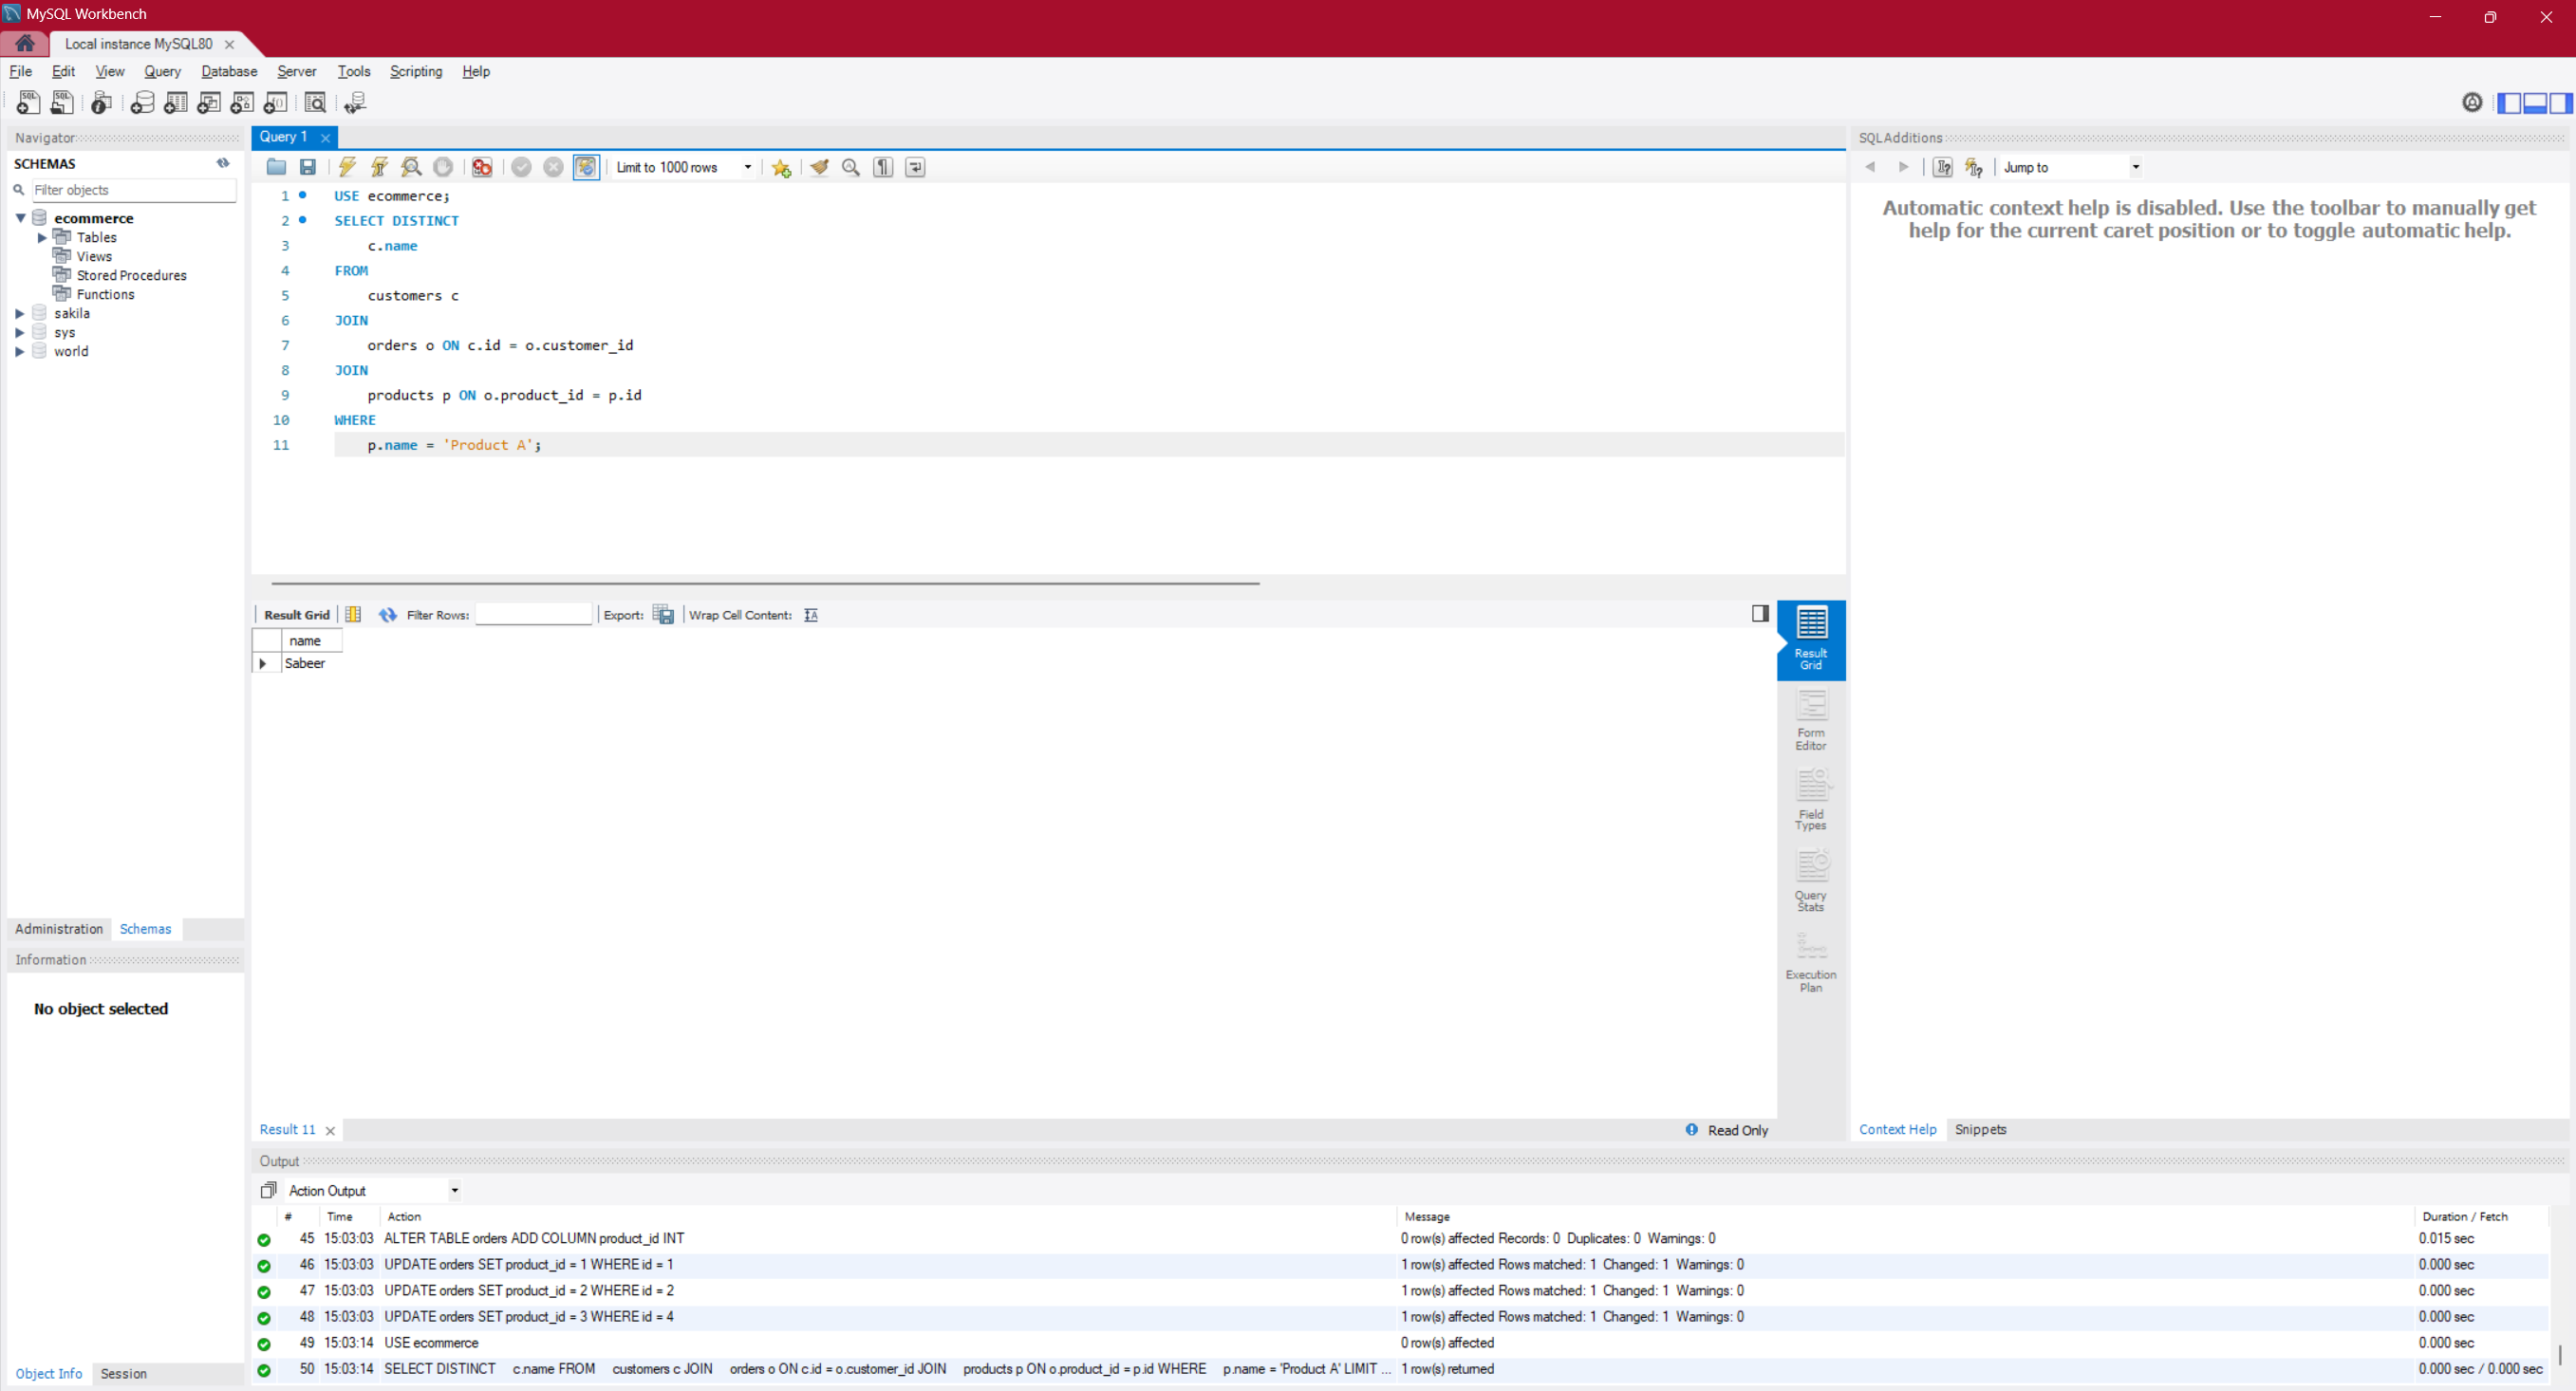 MySQL Workbench
Local instance MySQL80
File Edit View Query Database Server Tools Scripting Help
Navigator
SCHEMAS
Filter objects
ecommerce
Tables
Views
Stored Procedures
Functions
sakila
sys
world
Administration Schemas
Information
No object selected
Object Info Session
Query 1
Limit to 1000 rows
1 USE ecommerce;
2 SELECT DISTINCT
3 c.name
4 FROM
5 customers c
6 JOIN
7 orders o ON c.id = o.customer_id
8 JOIN
9 products p ON o.product_id = p.id
10 WHERE
11 p.name = 'Product A';
Result Grid Filter Rows: Export: Wrap Cell Content:
name
Sabeer
Result Grid
Form Editor
Field Types
Query Stats
Execution Plan
Result 11 Read Only
SQLAdditions
Jump to
Automatic context help is disabled. Use the toolbar to manually get
help for the current caret position or to toggle automatic help.
Context Help Snippets
Output
Action Output
# Time Action Message Duration / Fetch
45 15:03:03 ALTER TABLE orders ADD COLUMN product_id INT 0 row(s) affected Records: 0 Duplicates: 0 Warnings: 0 0.015 sec
46 15:03:03 UPDATE orders SET product_id = 1 WHERE id = 1 1 row(s) affected Rows matched: 1 Changed: 1 Warnings: 0 0.000 sec
47 15:03:03 UPDATE orders SET product_id = 2 WHERE id = 2 1 row(s) affected Rows matched: 1 Changed: 1 Warnings: 0 0.000 sec
48 15:03:03 UPDATE orders SET product_id = 3 WHERE id = 4 1 row(s) affected Rows matched: 1 Changed: 1 Warnings: 0 0.000 sec
49 15:03:14 USE ecommerce 0 row(s) affected 0.000 sec
50 15:03:14 SELECT DISTINCT c.name FROM customers c JOIN orders o ON c.id = o.customer_id JOIN products p ON o.product_id = p.id WHERE p.name = 'Product A' LIMIT ... 1 row(s) returned 0.000 sec / 0.000 sec